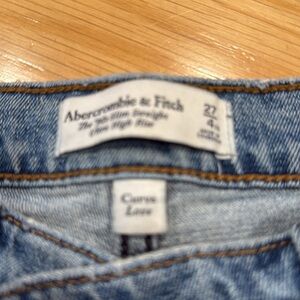 Abercrombie & Fitch
The '90s Slim Straight
Ultra High Rise
27
4
Curve
Love